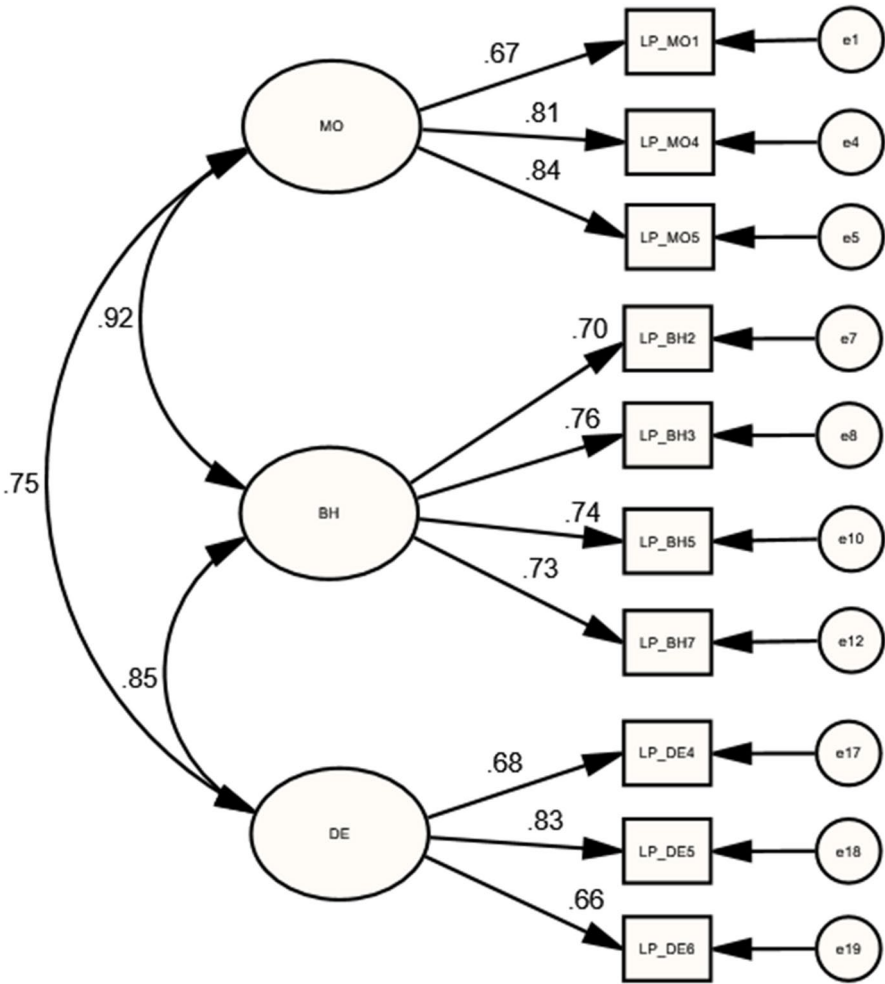 .67 LP_MO1 e1
MO .81 LP_MO4 e4
.84 LP_MO5 e5
.92
.70 LP_BH2 e7
.76 LP_BH3 e8
.75
BH .74 LP_BH5 e10
.73 LP_BH7 e12
.85
.68 LP_DE4 e17
DE .83 LP_DE5 e18
.66 LP_DE6 e19